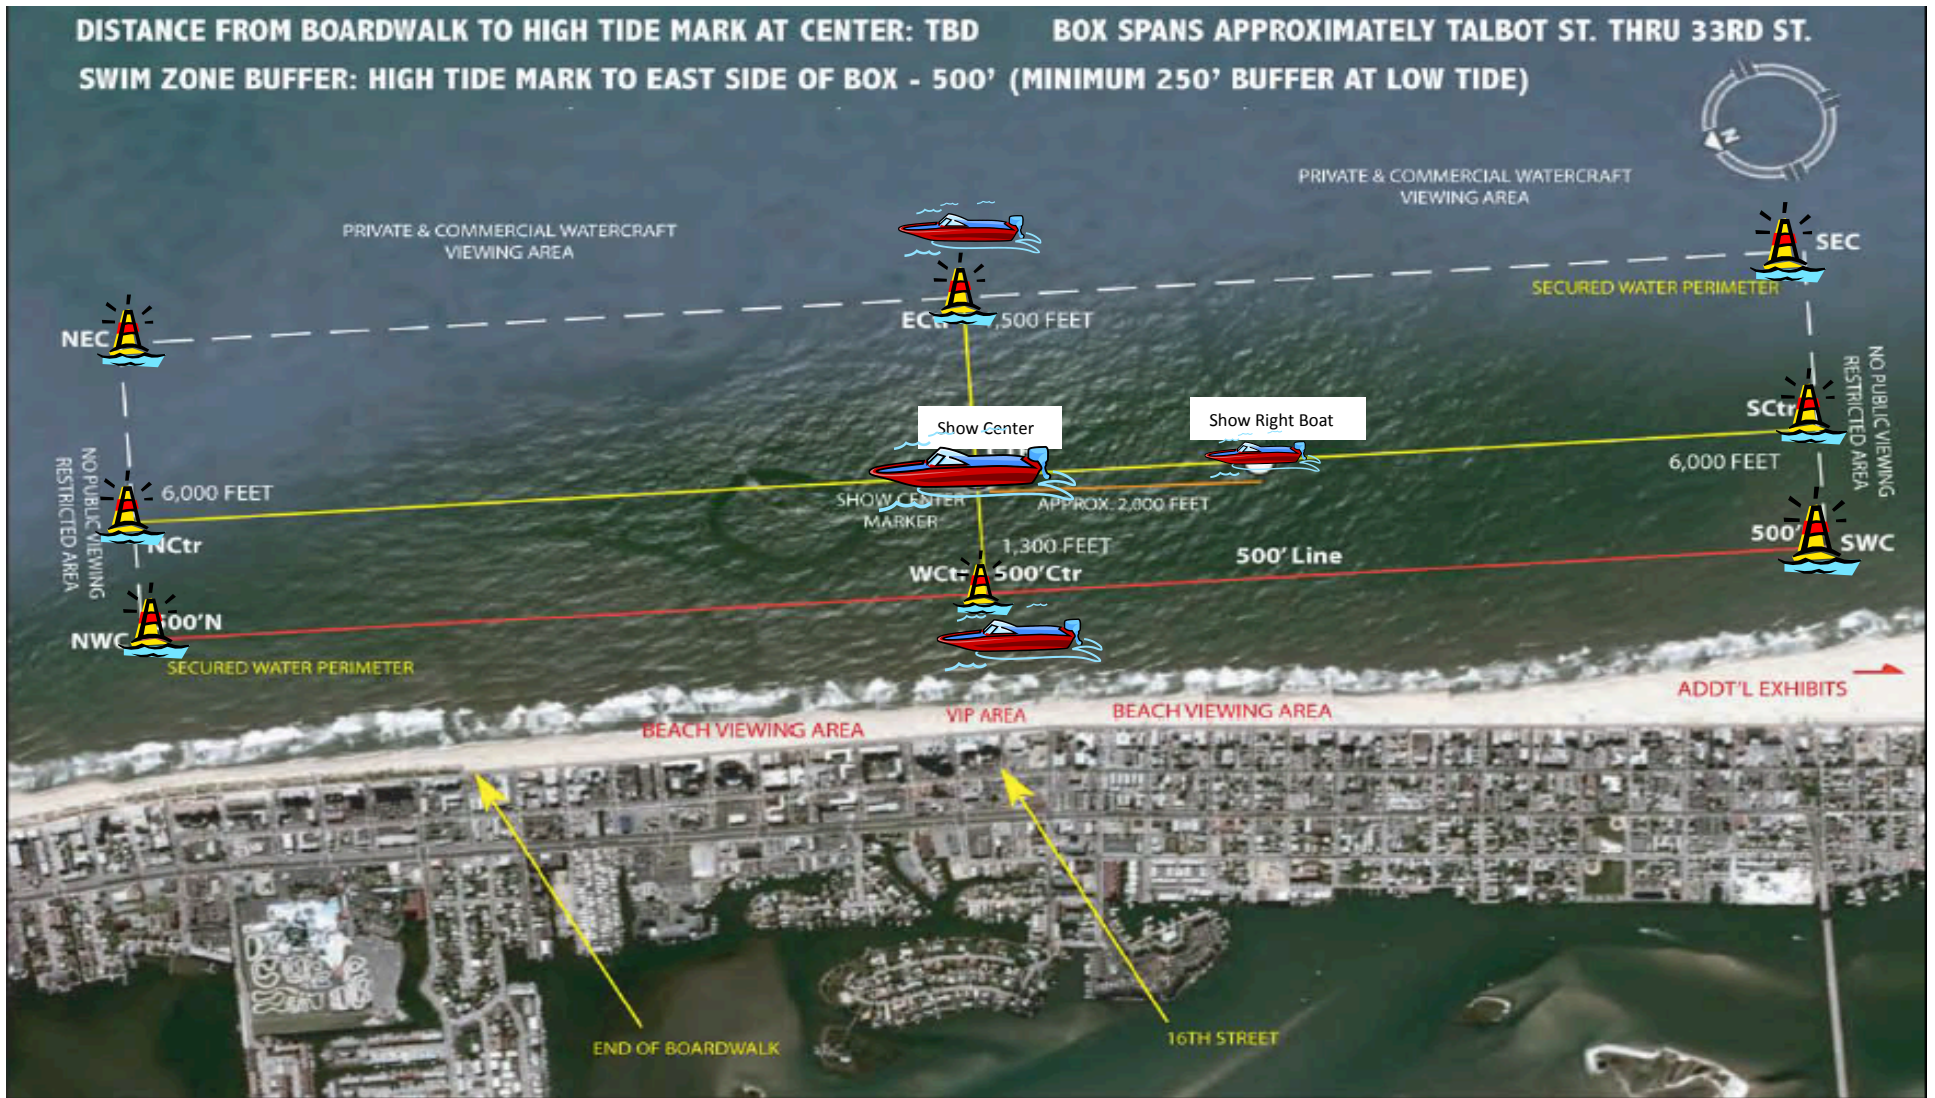 DISTANCE FROM BOARDWALK TO HIGH TIDE MARK AT CENTER: TBD
BOX SPANS APPROXIMATELY TALBOT ST. THRU 33RD ST.
SWIM ZONE BUFFER: HIGH TIDE MARK TO EAST SIDE OF BOX - 500' (MINIMUM 250' BUFFER AT LOW TIDE)
N
PRIVATE & COMMERCIAL WATERCRAFT
VIEWING AREA
PRIVATE & COMMERCIAL WATERCRAFT
VIEWING AREA
SEC
SECURED WATER PERIMETER
NEC
,500 FEET
NO PUBLIC VIEWING
RESTRICTED AREA
Show Center
Show Right Boat
SCtr
6,000 FEET
6,000 FEET
NO PUBLIC VIEWING
RESTRICTED AREA
SHOW CENTER
MARKER
APPROX. 2,000 FEET
NCtr
1,300 FEET
500' Line
500'
SWC
500'Ctr
NWC
SECURED WATER PERIMETER
BEACH VIEWING AREA
VIP AREA
BEACH VIEWING AREA
ADDT'L EXHIBITS
END OF BOARDWALK
16TH STREET